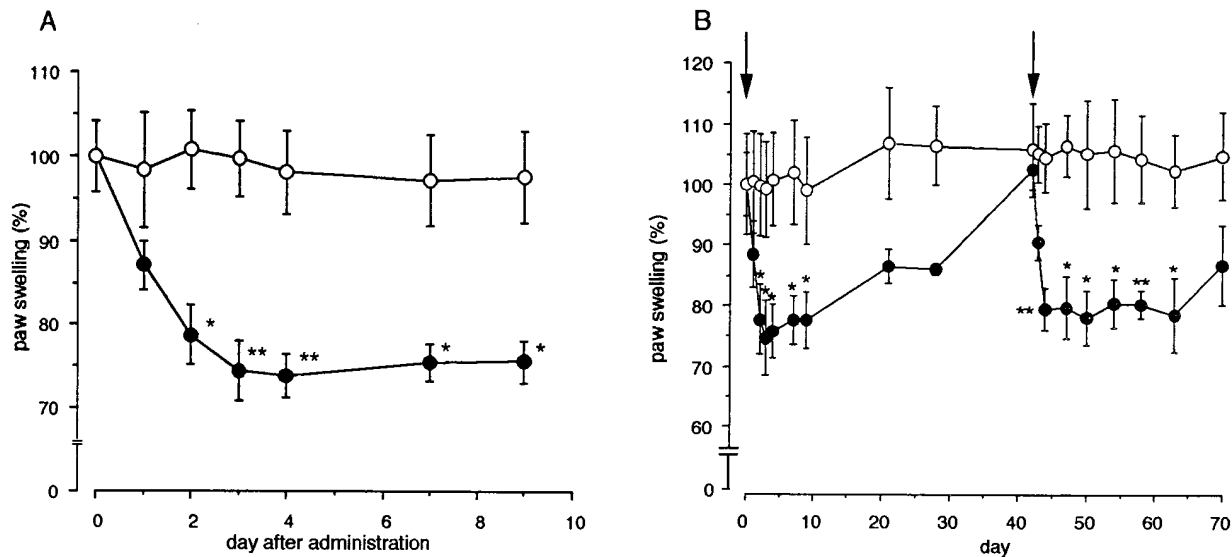 A
110
100
90
80
70
0
paw swelling (%)
* ** ** * *
0 2 4 6 8 10
day after administration
B
120
110
100
90
80
70
60
0
paw swelling (%)
* * * * *
** * * * ** *
0 10 20 30 40 50 60 70
day